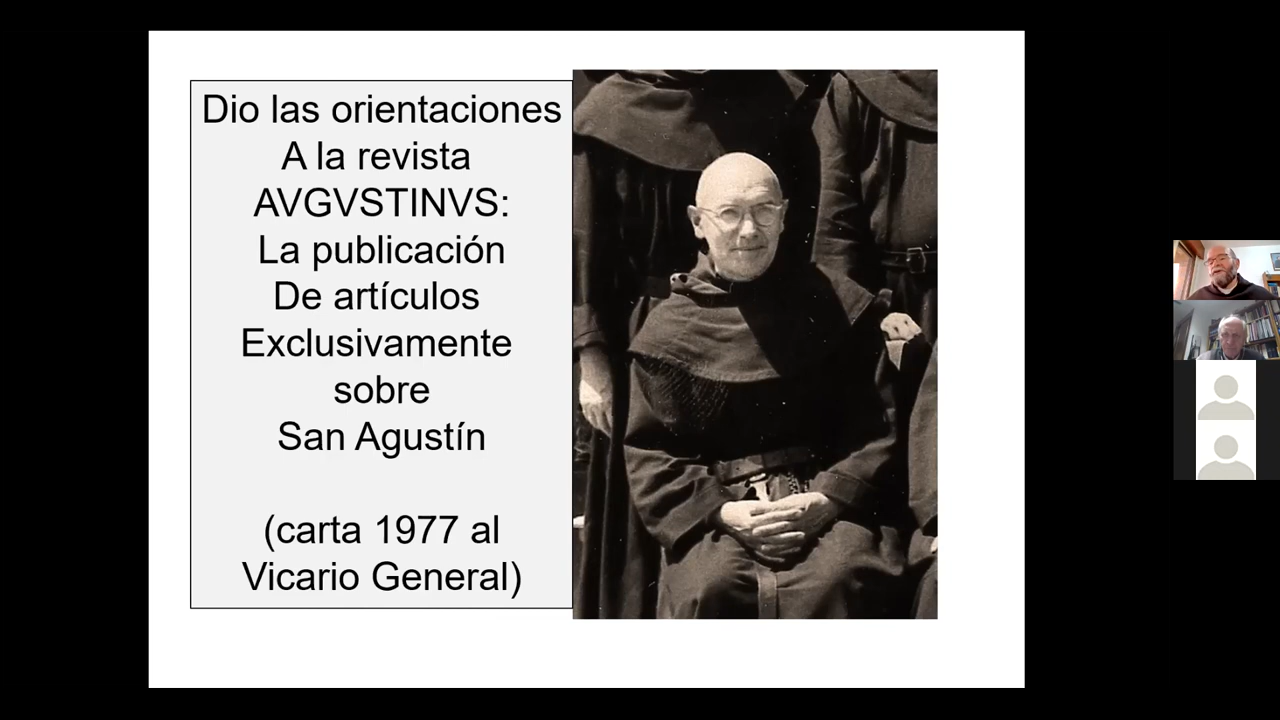 Dio las orientaciones
A la revista
AVGVSTINVS:
La publicación
De artículos
Exclusivamente
sobre
San Agustín
(carta 1977 al
Vicario General)